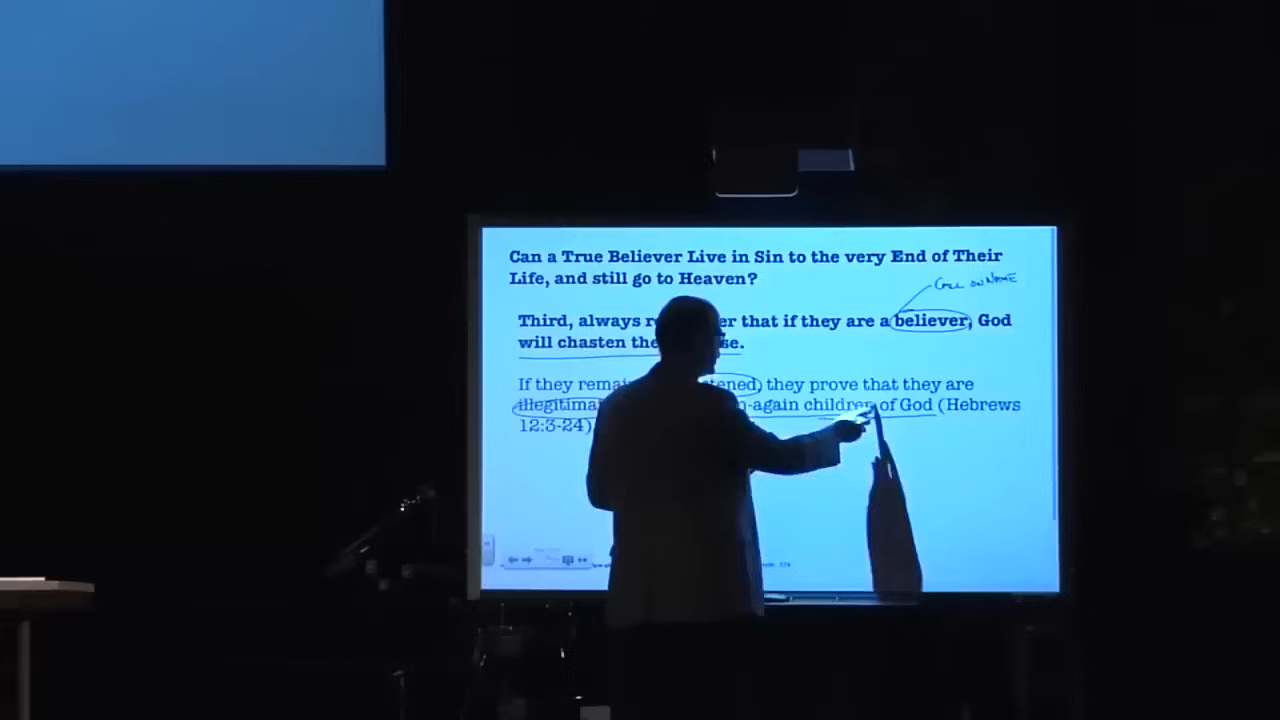 Can a True Believer Live in Sin to the very End of Their
Life, and still go to Heaven?
ON NAME
Third, always er that if they are a believer, God
will chasten the se.
If they remai tened, they prove that they are
illegitima -again children of God (Hebrews
12:3-24)